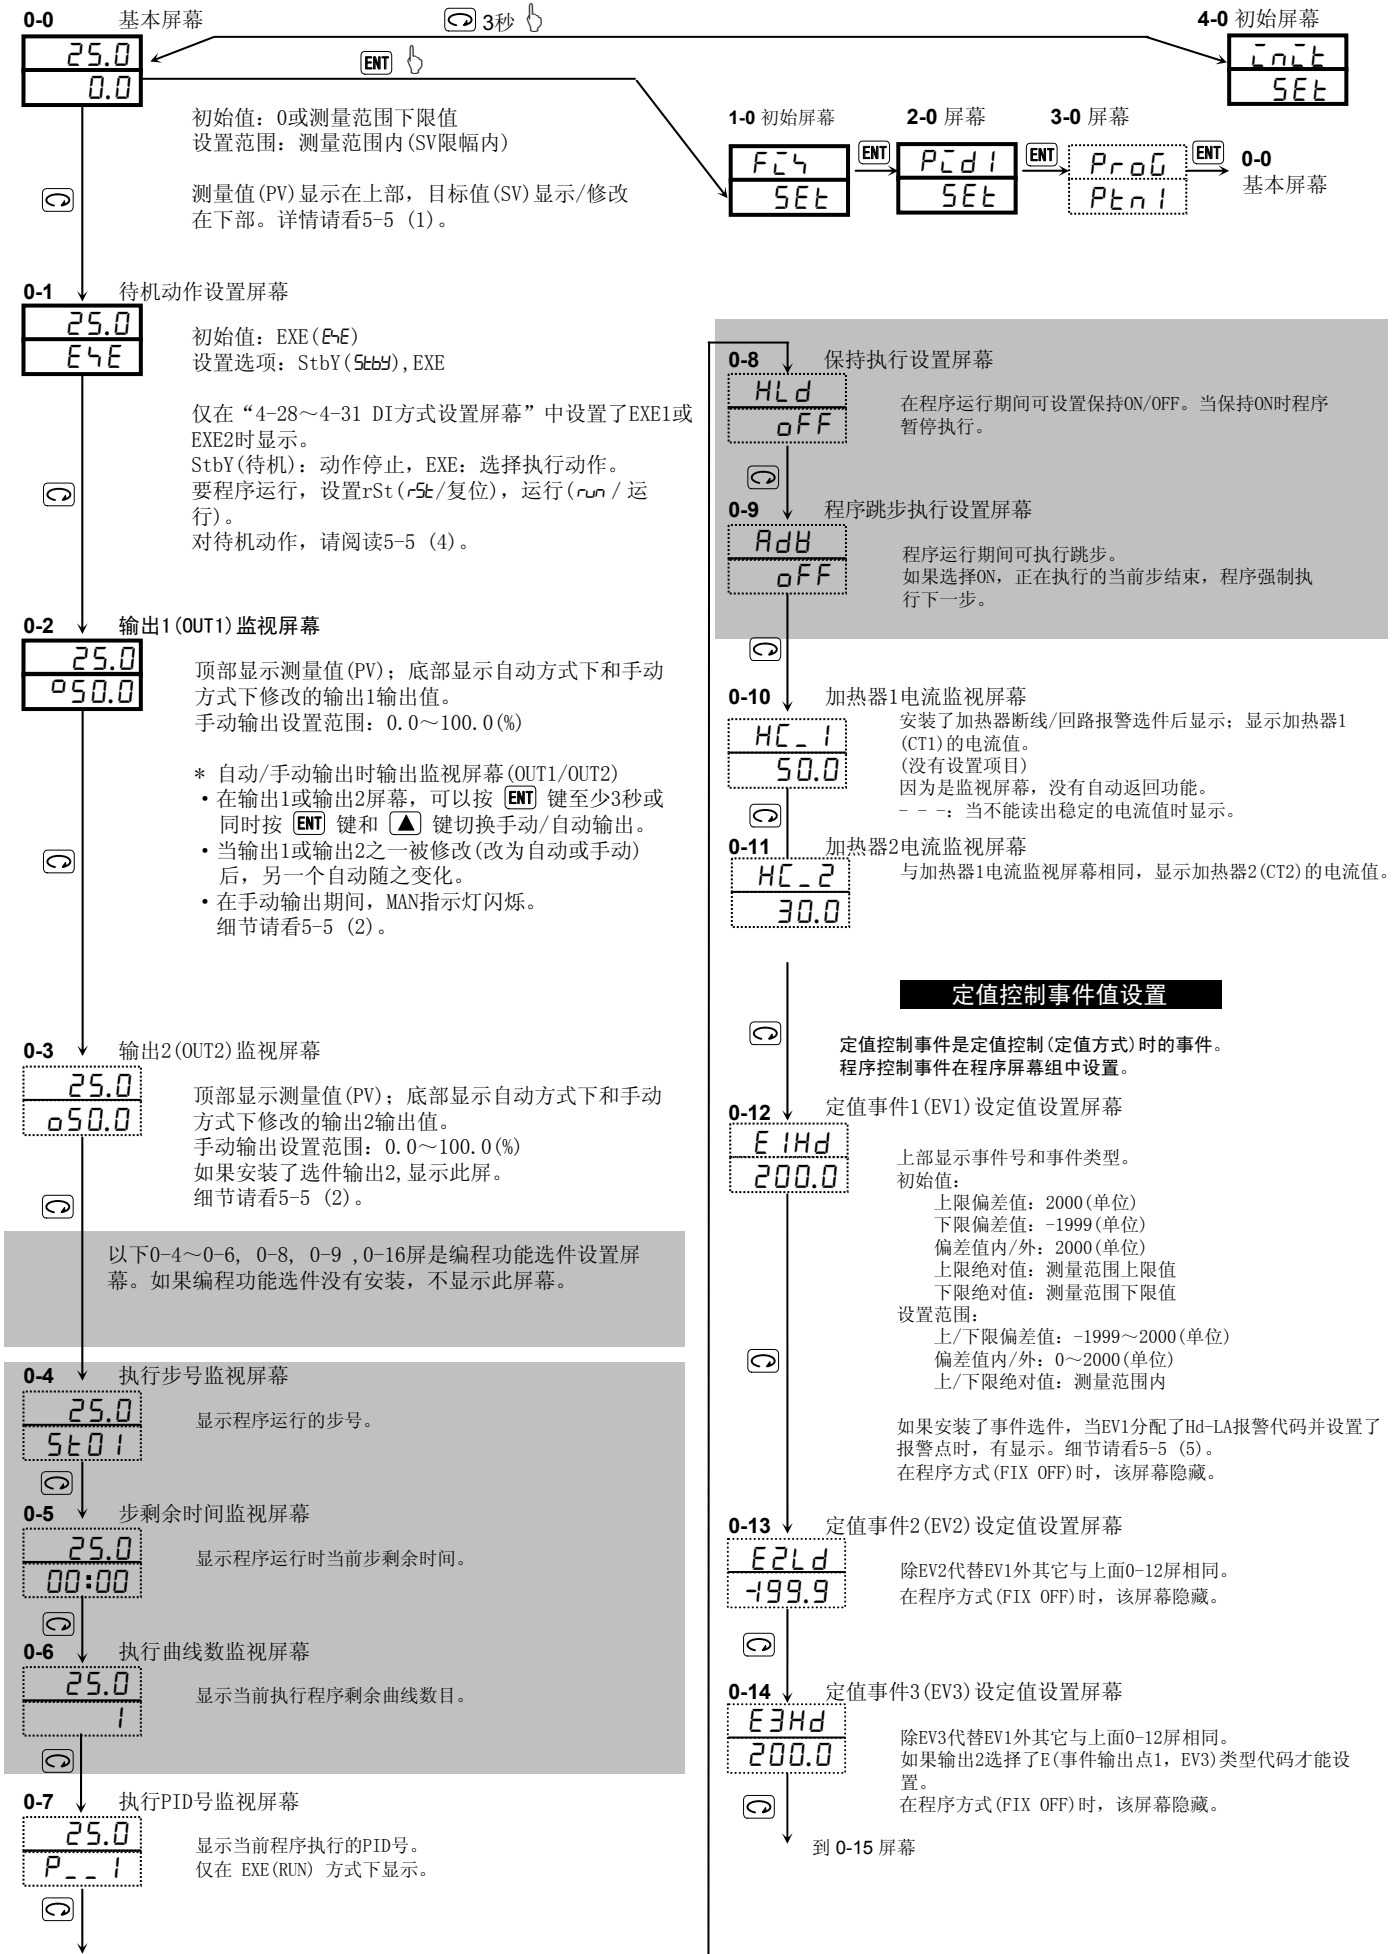 0-0 基本屏幕
3秒
4-0 初始屏幕
25.0
0.0
ENT
init
SEt
初始值：0或测量范围下限值
设置范围：测量范围内(SV限幅内)
测量值(PV)显示在上部，目标值(SV)显示/修改
在下部。详情请看5-5 (1)。
1-0 初始屏幕
2-0 屏幕
3-0 屏幕
FiX
SEt
ENT
Pid1
SEt
ENT
ProG
Ptn1
ENT
0-0
基本屏幕
0-1 待机动作设置屏幕
25.0
EXE
初始值：EXE(EXE)
设置选项：StbY(StbY),EXE
仅在“4-28～4-31 DI方式设置屏幕”中设置了EXE1或
EXE2时显示。
StbY(待机)：动作停止，EXE：选择执行动作。
要程序运行，设置rSt(rSt/复位)，运行(run / 运
行)。
对待机动作，请阅读5-5 (4)。
0-2 输出1(OUT1)监视屏幕
25.0
o50.0
顶部显示测量值(PV)；底部显示自动方式下和手动
方式下修改的输出1输出值。
手动输出设置范围：0.0～100.0(%)
* 自动/手动输出时输出监视屏幕(OUT1/OUT2)
・在输出1或输出2屏幕，可以按 ENT 键至少3秒或
同时按 ENT 键和 ▲ 键切换手动/自动输出。
・当输出1或输出2之一被修改(改为自动或手动)
后，另一个自动随之变化。
・在手动输出期间，MAN指示灯闪烁。
细节请看5-5 (2)。
0-3 输出2(OUT2)监视屏幕
25.0
o50.0
顶部显示测量值(PV)；底部显示自动方式下和手动
方式下修改的输出2输出值。
手动输出设置范围：0.0～100.0(%)
如果安装了选件输出2,显示此屏。
细节请看5-5 (2)。
以下0-4～0-6, 0-8, 0-9 ,0-16屏是编程功能选件设置屏
幕。如果编程功能选件没有安装，不显示此屏幕。
0-4 执行步号监视屏幕
25.0
St01
显示程序运行的步号。
0-5 步剩余时间监视屏幕
25.0
00:00
显示程序运行时当前步剩余时间。
0-6 执行曲线数监视屏幕
25.0
1
显示当前执行程序剩余曲线数目。
0-7 执行PID号监视屏幕
25.0
P__1
显示当前程序执行的PID号。
仅在 EXE(RUN) 方式下显示。
0-8 保持执行设置屏幕
HLd
oFF
在程序运行期间可设置保持ON/OFF。当保持ON时程序
暂停执行。
0-9 程序跳步执行设置屏幕
AdV
oFF
程序运行期间可执行跳步。
如果选择ON，正在执行的当前步结束，程序强制执
行下一步。
0-10 加热器1电流监视屏幕
HC_1
50.0
安装了加热器断线/回路报警选件后显示；显示加热器1
(CT1)的电流值。
(没有设置项目)
因为是监视屏幕，没有自动返回功能。
- - -：当不能读出稳定的电流值时显示。
0-11 加热器2电流监视屏幕
HC_2
30.0
与加热器1电流监视屏幕相同，显示加热器2(CT2)的电流值。
定值控制事件值设置
定值控制事件是定值控制(定值方式)时的事件。
程序控制事件在程序屏幕组中设置。
0-12 定值事件1(EV1)设定值设置屏幕
E1Hd
200.0
上部显示事件号和事件类型。
初始值：
上限偏差值：2000(单位)
下限偏差值：-1999(单位)
偏差值内/外：2000(单位)
上限绝对值：测量范围上限值
下限绝对值：测量范围下限值
设置范围：
上/下限偏差值：-1999～2000(单位)
偏差值内/外：0～2000(单位)
上/下限绝对值：测量范围内
如果安装了事件选件，当EV1分配了Hd-LA报警代码并设置了
报警点时，有显示。细节请看5-5 (5)。
在程序方式(FIX OFF)时，该屏幕隐藏。
0-13 定值事件2(EV2)设定值设置屏幕
E2Ld
-199.9
除EV2代替EV1外其它与上面0-12屏相同。
在程序方式(FIX OFF)时，该屏幕隐藏。
0-14 定值事件3(EV3)设定值设置屏幕
E3Hd
200.0
除EV3代替EV1外其它与上面0-12屏相同。
如果输出2选择了E(事件输出点1，EV3)类型代码才能设
置。
在程序方式(FIX OFF)时，该屏幕隐藏。
到 0-15 屏幕